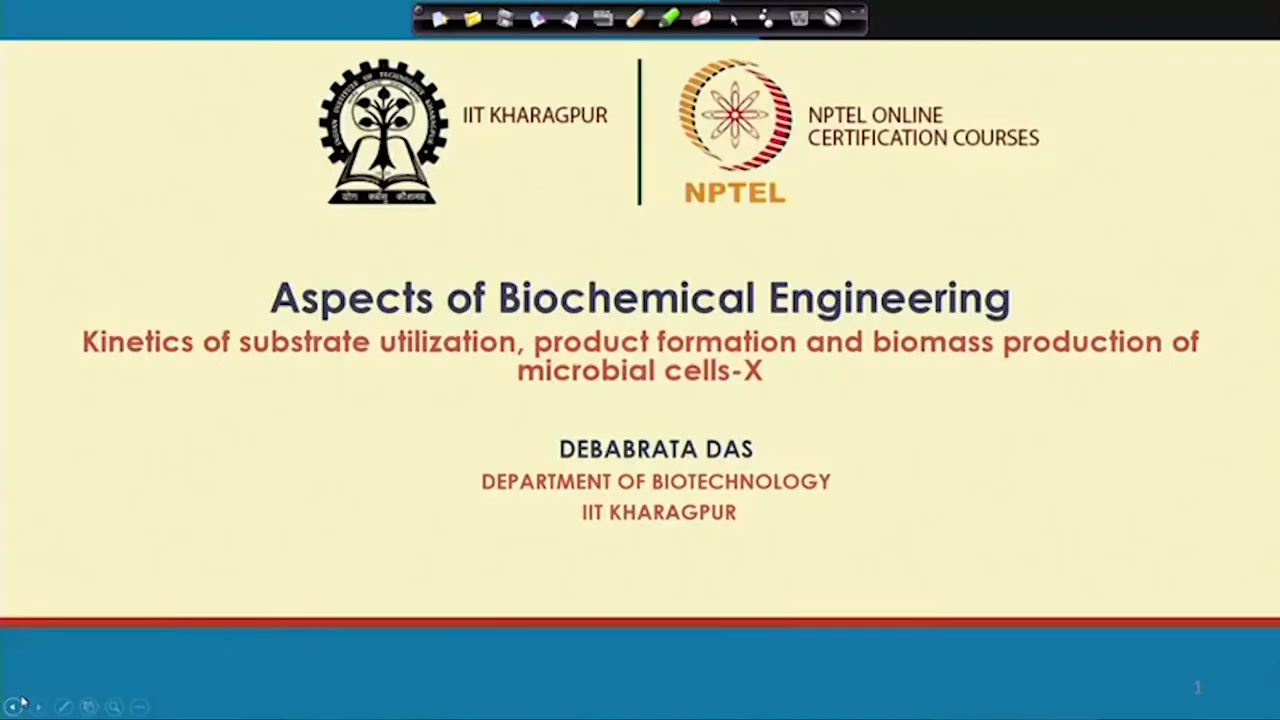 IIT KHARAGPUR
NPTEL ONLINE
CERTIFICATION COURSES
NPTEL
Aspects of Biochemical Engineering
Kinetics of substrate utilization, product formation and biomass production of
microbial cells-X
DEBABRATA DAS
DEPARTMENT OF BIOTECHNOLOGY
IIT KHARAGPUR
1